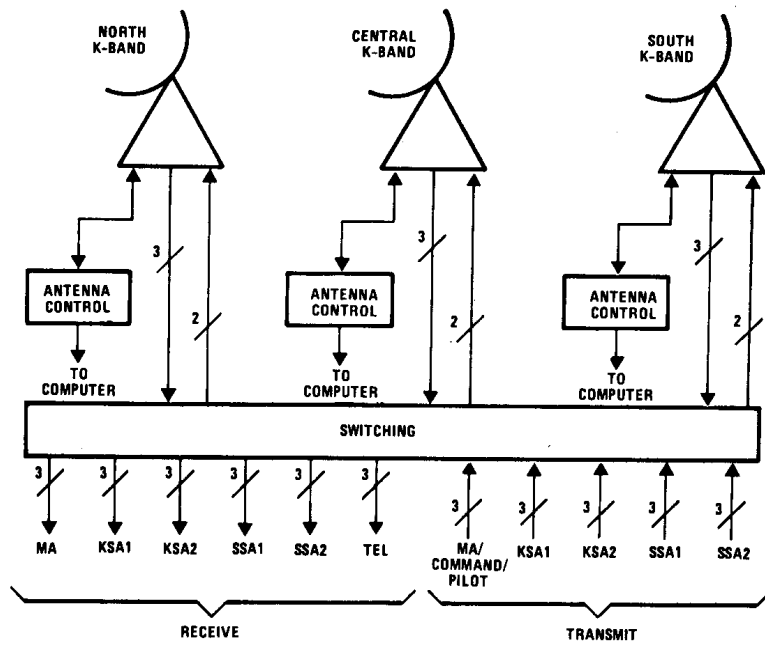 NORTH
K-BAND
CENTRAL
K-BAND
SOUTH
K-BAND
3
3
3
ANTENNA
CONTROL
ANTENNA
CONTROL
ANTENNA
CONTROL
2
2
2
TO
COMPUTER
TO
COMPUTER
TO
COMPUTER
SWITCHING
3
3
3
3
3
3
3
3
3
3
3
MA
KSA1
KSA2
SSA1
SSA2
TEL
MA/
COMMAND/
PILOT
KSA1
KSA2
SSA1
SSA2
RECEIVE
TRANSMIT